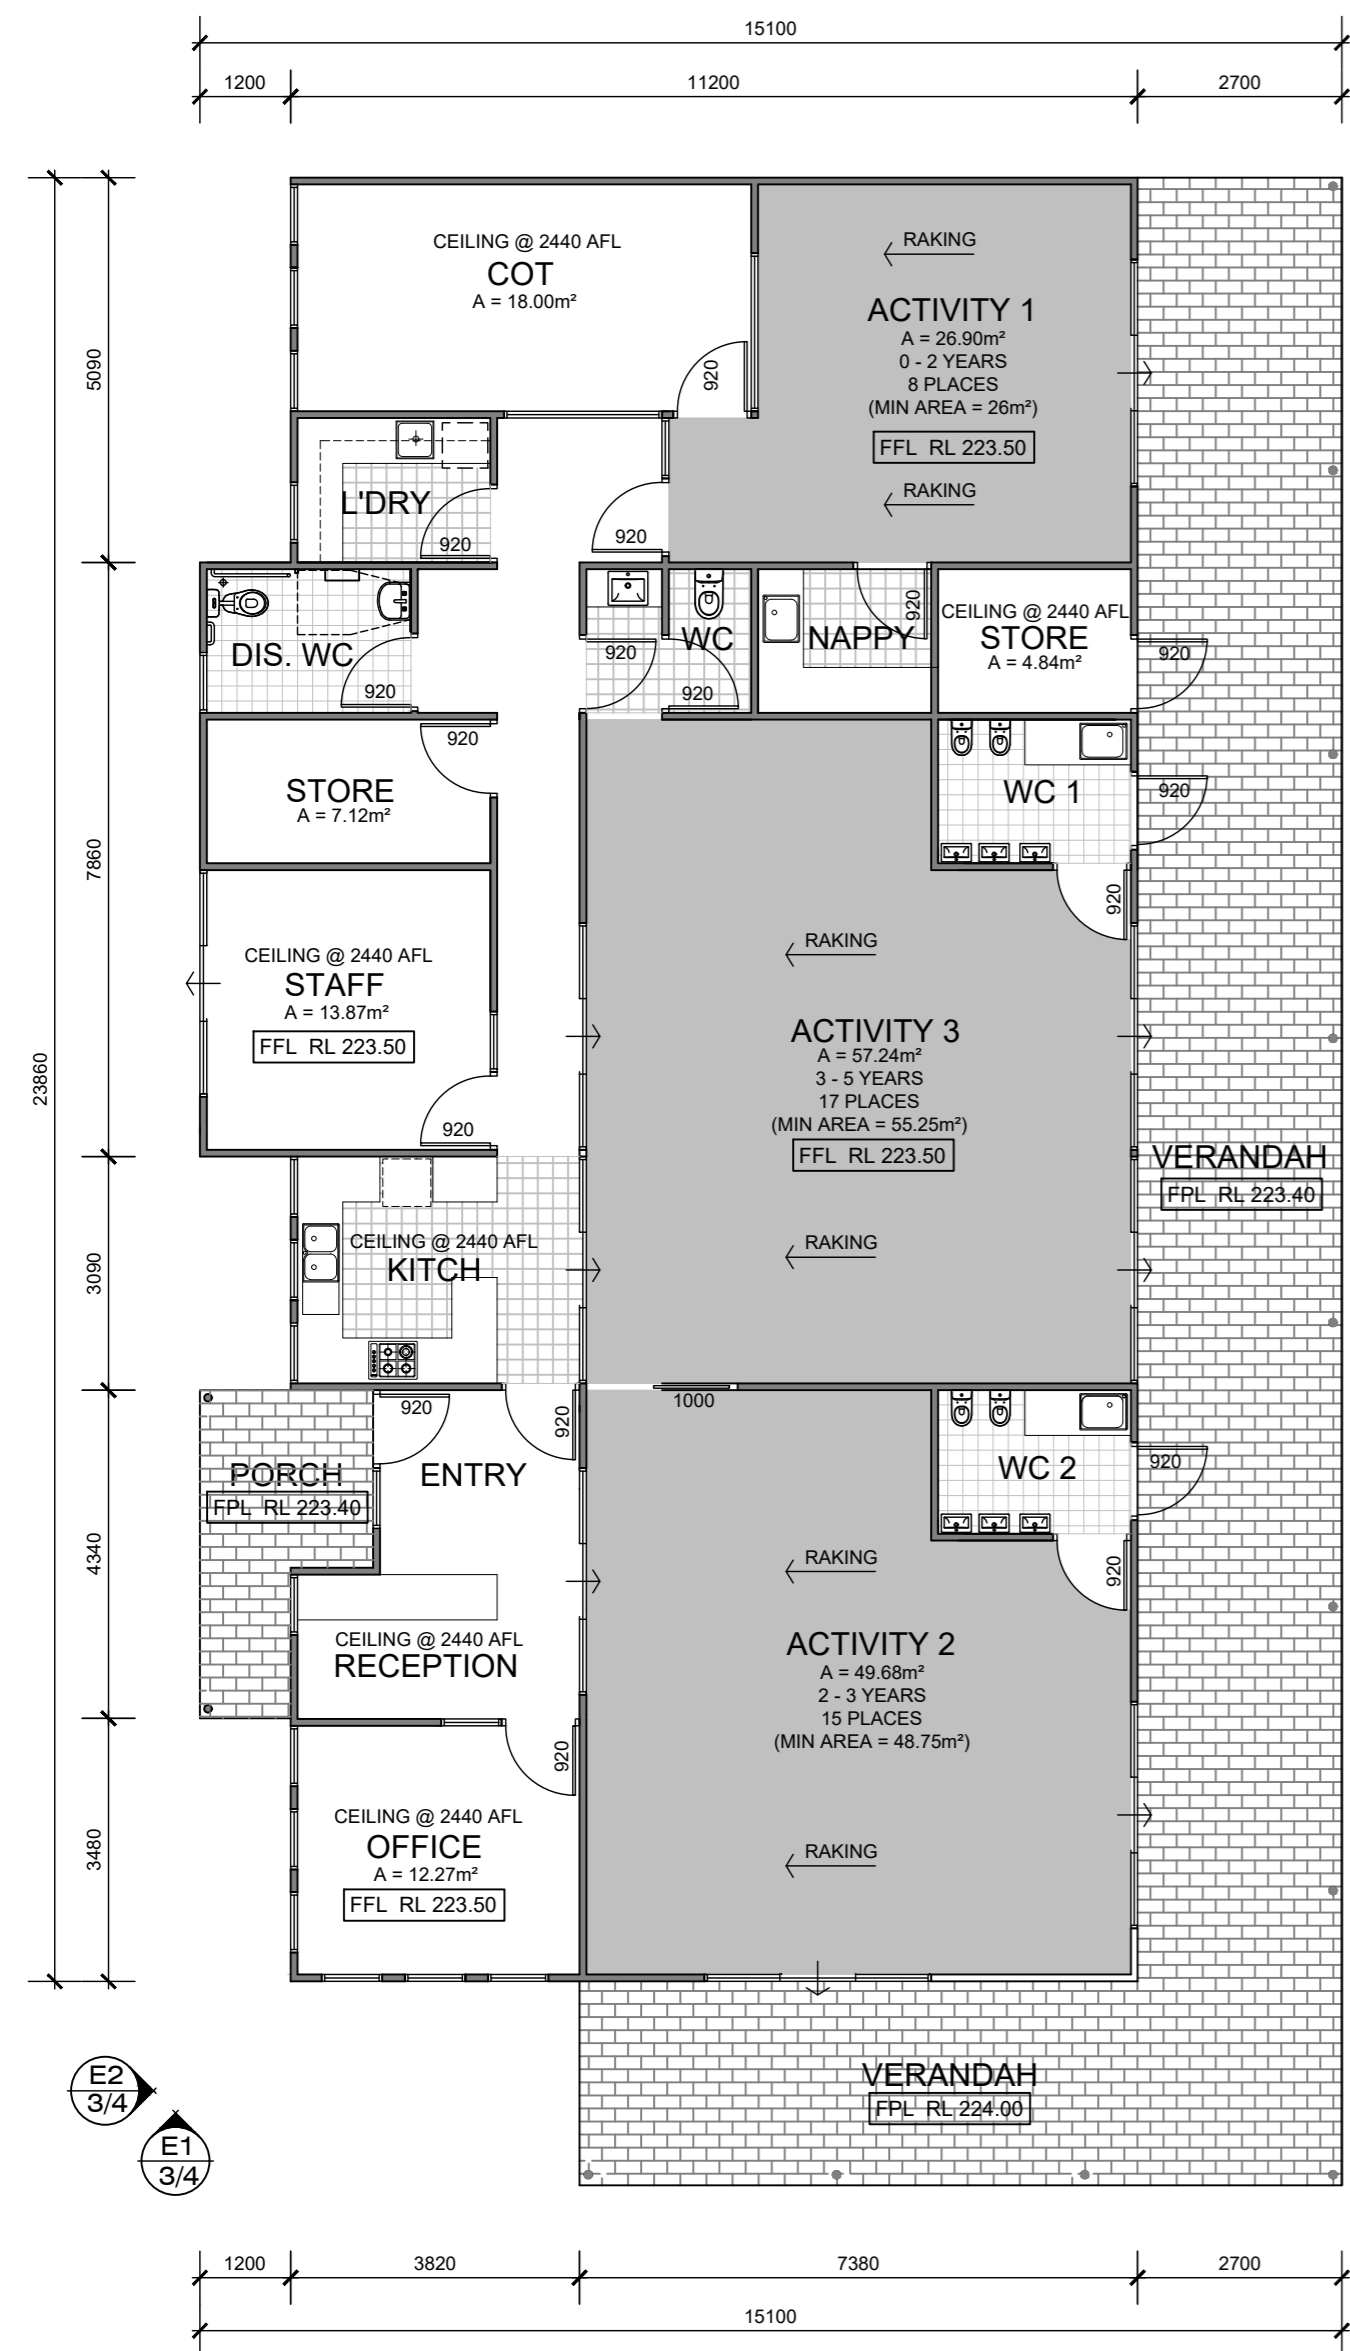 15100
1200
11200
2700
CEILING @ 2440 AFL
COT
A = 18.00m²
920
RAKING
ACTIVITY 1
A = 26.90m²
0 - 2 YEARS
8 PLACES
(MIN AREA = 26m²)
FFL RL 223.50
RAKING
5090
L'DRY
920
920
DIS. WC
920
920
WC
920
NAPPY
920
CEILING @ 2440 AFL
STORE
A = 4.84m²
920
STORE
A = 7.12m²
920
WC 1
920
920
7860
CEILING @ 2440 AFL
STAFF
A = 13.87m²
FFL RL 223.50
920
RAKING
ACTIVITY 3
A = 57.24m²
3 - 5 YEARS
17 PLACES
(MIN AREA = 55.25m²)
FFL RL 223.50
RAKING
23860
VERANDAH
FPL RL 223.40
3090
CEILING @ 2440 AFL
KITCH
920
920
1000
PORCH
FPL RL 223.40
ENTRY
WC 2
920
920
4340
RAKING
CEILING @ 2440 AFL
RECEPTION
ACTIVITY 2
A = 49.68m²
2 - 3 YEARS
15 PLACES
(MIN AREA = 48.75m²)
920
3480
CEILING @ 2440 AFL
OFFICE
A = 12.27m²
FFL RL 223.50
RAKING
VERANDAH
FPL RL 224.00
E2
3/4
E1
3/4
1200
3820
7380
2700
15100